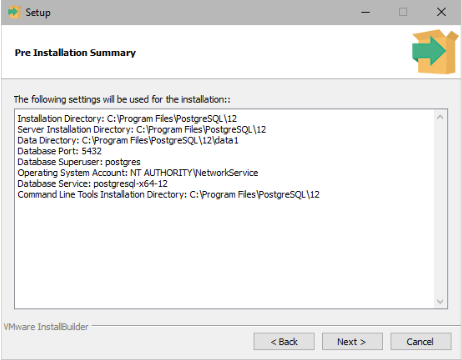 Setup
Pre Installation Summary
The following settings will be used for the installation::
Installation Directory: C:\Program Files\PostgreSQL\12
Server Installation Directory: C:\Program Files\PostgreSQL\12
Data Directory: C:\Program Files\PostgreSQL\12\data1
Database Port: 5432
Database Superuser: postgres
Operating System Account: NT AUTHORITY\NetworkService
Database Service: postgresql-x64-12
Command Line Tools Installation Directory: C:\Program Files\PostgreSQL\12
VMware InstallBuilder
< Back Next > Cancel